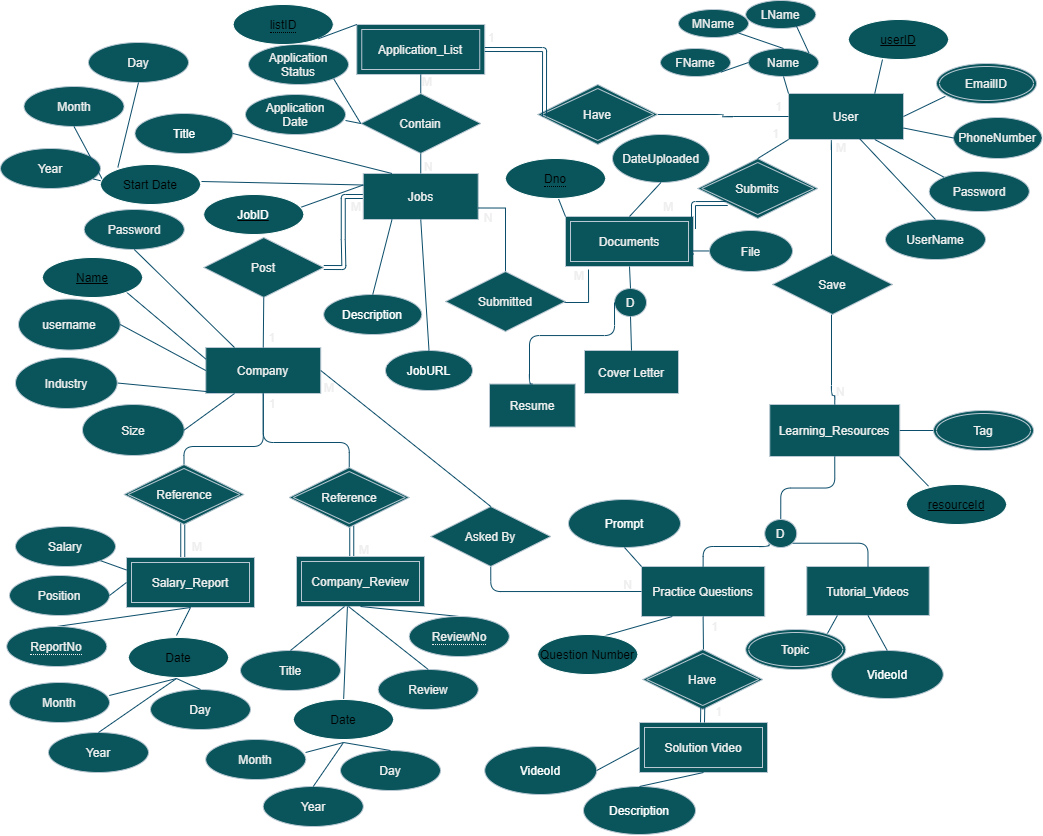 LName
MName
listID
Application_List
1
userID
Application
Status
FName
Name
Day
M
EmailID
Month
Application
Date
1
Have
User
Contain
Title
1
PhoneNumber
M
DateUploaded
N
Year
Start Date
Dno
Submits
Password
Jobs
M
M
JobID
N
Password
Documents
UserName
File
Post
Name
M
Save
Submitted
D
Description
username
1
Company
JobURL
Cover Letter
Industry
M
N
1
Resume
Size
Learning_Resources
Tag
Reference
Reference
resourceId
Prompt
Asked By
D
Salary
M
M
Salary_Report
Company_Review
N
Practice Questions
Tutorial_Videos
Position
1
ReviewNo
ReportNo
Topic
Question Number
Date
Title
VideoId
Have
Review
Month
Day
1
Date
Solution Video
Year
Month
Day
VideoId
Year
Description